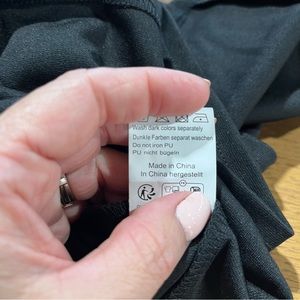 Wash dark colors separately
Dunkle Farben separat waschen
Do not iron PU
PU nicht bügeln
Made in China
In China hergestellt